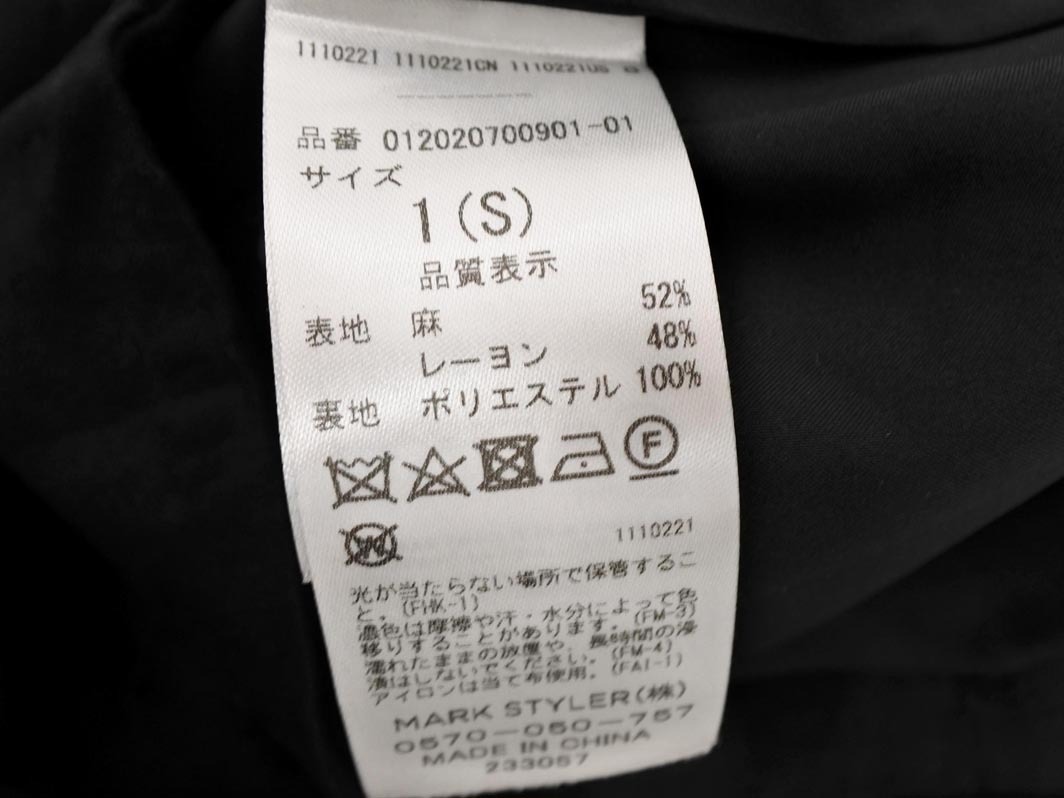 1110221 1110221CN 1110221US
品番 012020700901-01
サイズ
1(S)
品質表示
表地 麻 52%
レーヨン 48%
裏地 ポリエステル 100%
F
W
1110221
光が当たらない場所で保管するこ
と。(FHK-1)
濃色は摩擦や汗・水分によって色
移りすることがあります。(FM-3)
濡れたままの放置や、長時間の浸
漬はしないでください。(FM-4)
アイロンは当て布使用。(FAI-1)
MARK STYLER(株)
0570-050-757
MADE IN CHINA
233057